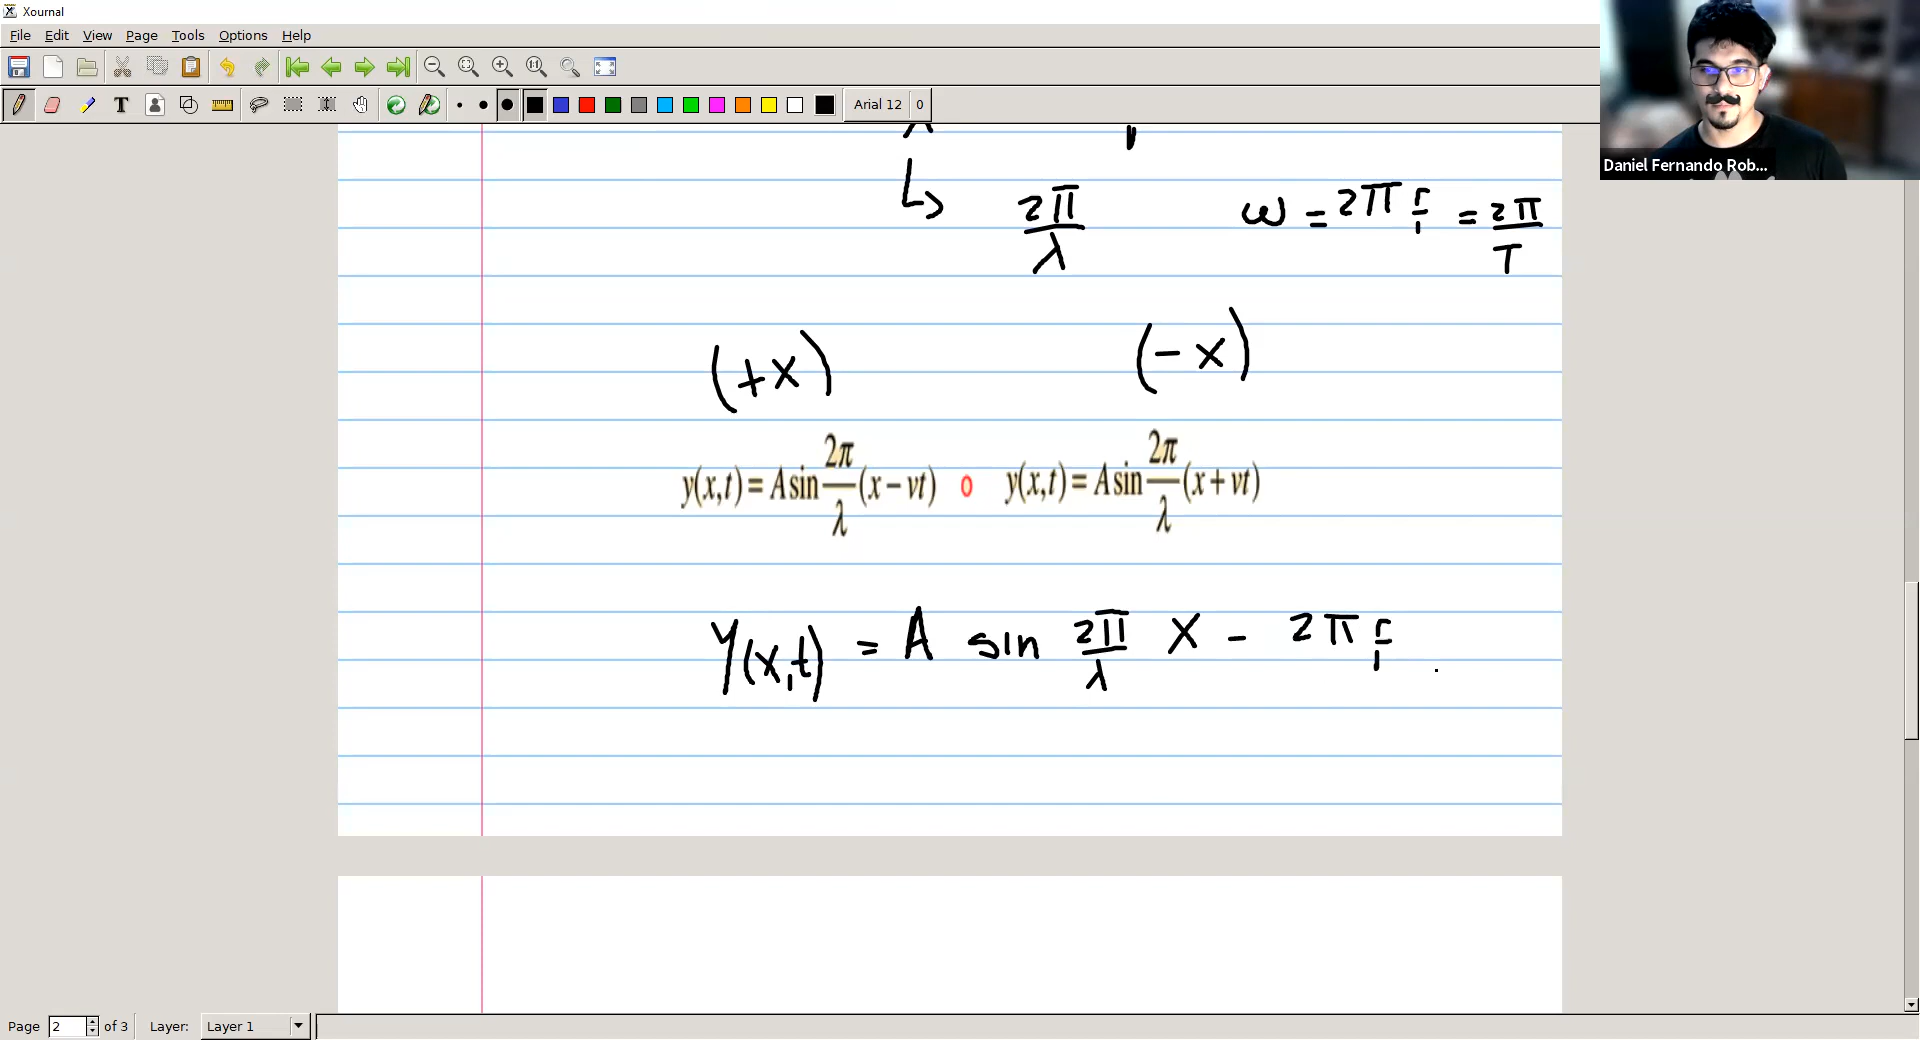 Xournal
File Edit View Page Tools Options Help
T Arial 12 0
Daniel Fernando Rob...
2π/λ ω = 2π f = 2π/T
(+x) (-x)
y(x,t) = A sin 2π/λ (x - vt) o y(x,t) = A sin 2π/λ (x + vt)
Y(x,t) = A sin 2π/λ x - 2π f
Page 2 of 3 Layer: Layer 1